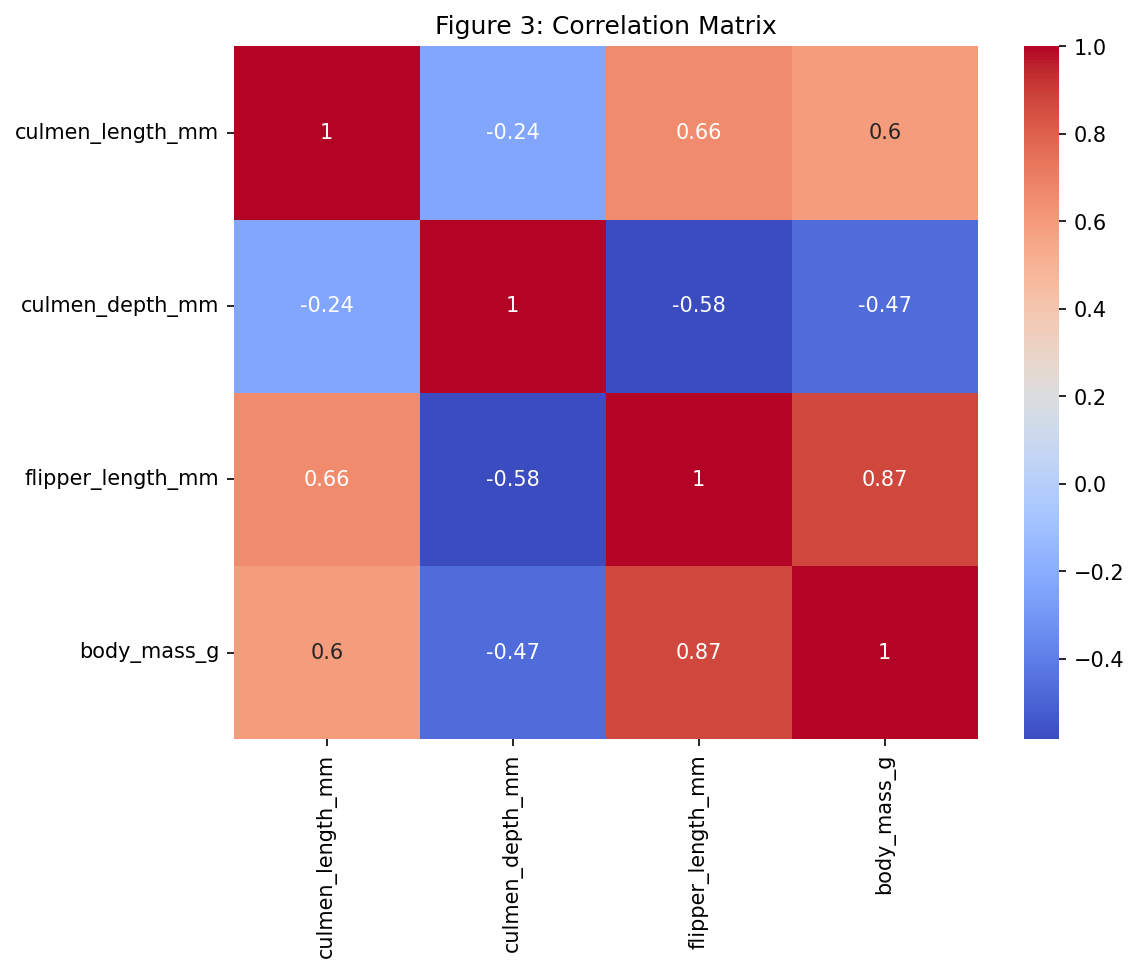 Figure 3: Correlation Matrix
culmen_length_mm
1
-0.24
0.66
0.6
culmen_depth_mm
-0.24
1
-0.58
-0.47
flipper_length_mm
0.66
-0.58
1
0.87
body_mass_g
0.6
-0.47
0.87
1
culmen_length_mm
culmen_depth_mm
flipper_length_mm
body_mass_g
1.0
0.8
0.6
0.4
0.2
0.0
−0.2
−0.4